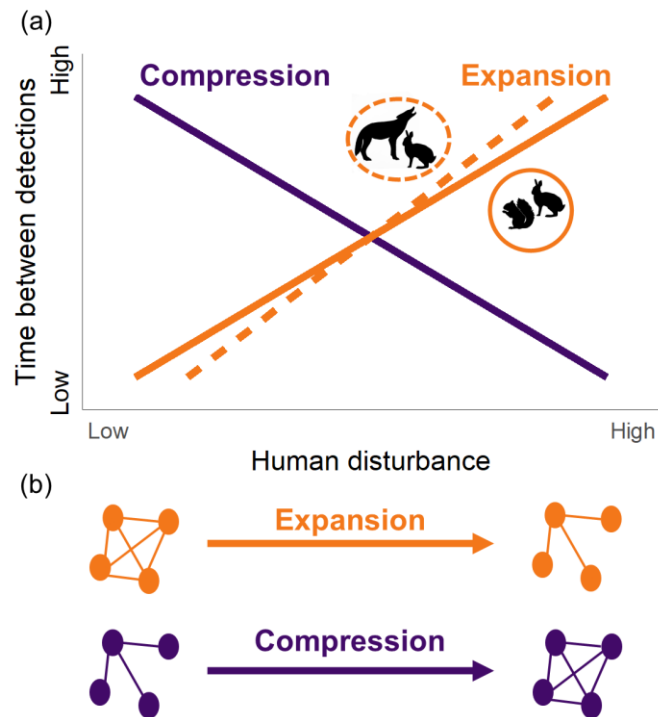 (a)
Compression
Expansion
High
Time between detections
Low
Low
High
Human disturbance
(b)
Expansion
Compression